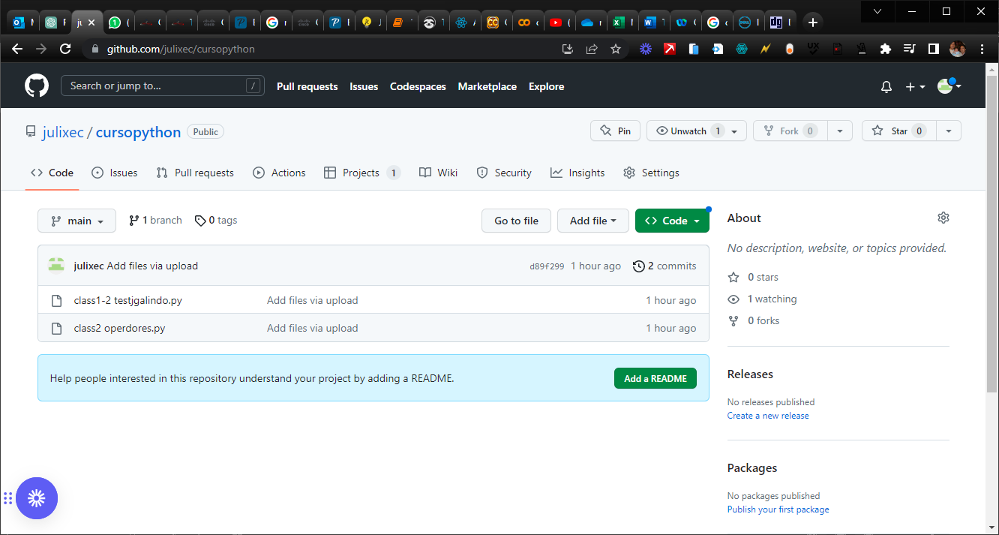 github.com/julixec/cursopython
Search or jump to... /
Pull requests Issues Codespaces Marketplace Explore
julixec / cursopython Public
Pin Unwatch 1 Fork 0 Star 0
Code Issues Pull requests Actions Projects 1 Wiki Security Insights Settings
main 1 branch 0 tags Go to file Add file Code
About
No description, website, or topics provided.
julixec Add files via upload d89f299 1 hour ago 2 commits
0 stars
class1-2 testjgalindo.py Add files via upload 1 hour ago
1 watching
class2 operdores.py Add files via upload 1 hour ago
0 forks
Help people interested in this repository understand your project by adding a README. Add a README
Releases
No releases published
Create a new release
Packages
No packages published
Publish your first package